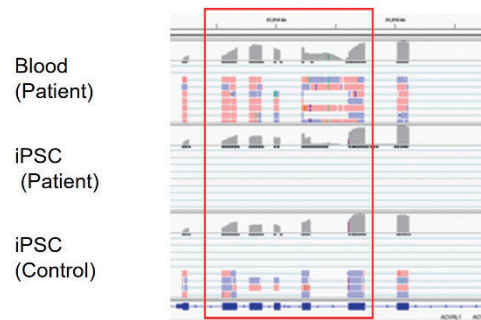 Blood
(Patient)
iPSC
(Patient)
iPSC
(Control)
ACVRL1